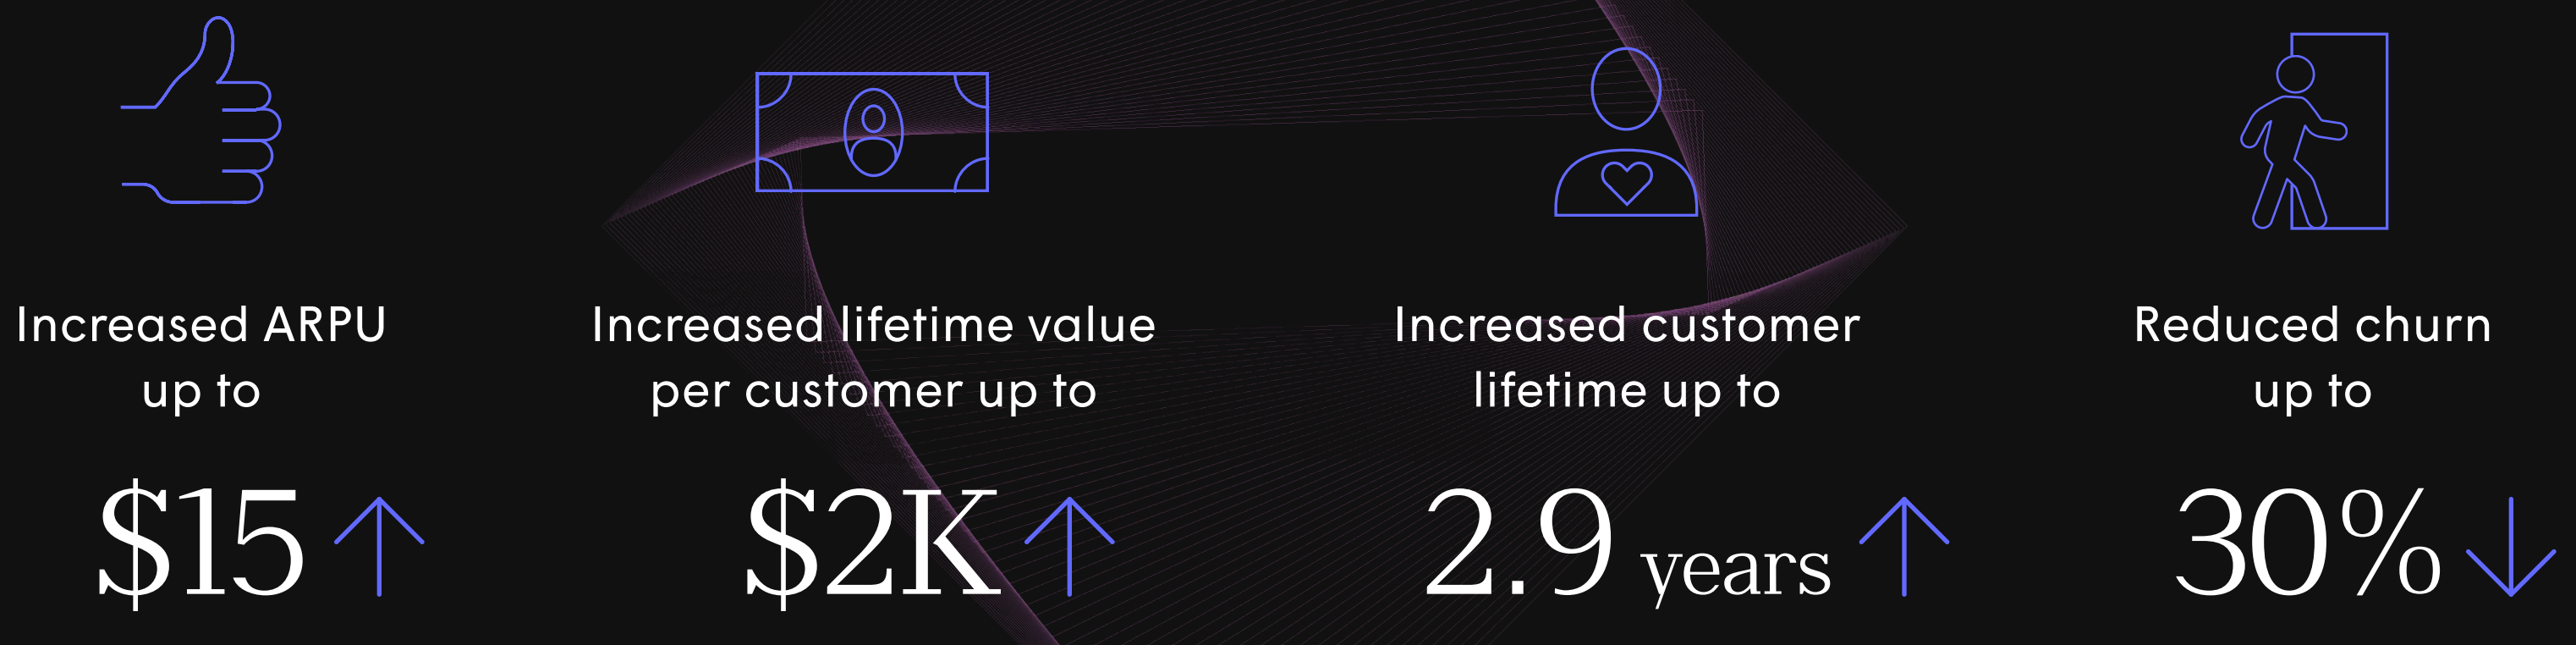 Increased ARPU
up to
$15
Increased lifetime value
per customer up to
$2K
Increased customer
lifetime up to
2.9 years
Reduced churn
up to
30%